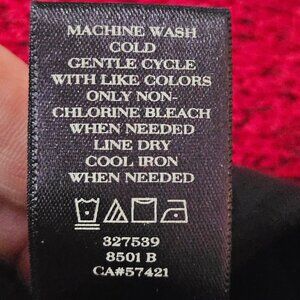 MACHINE WASH
COLD
GENTLE CYCLE
WITH LIKE COLORS
ONLY NON-
CHLORINE BLEACH
WHEN NEEDED
LINE DRY
COOL IRON
WHEN NEEDED
327539
8501 B
CA#57421